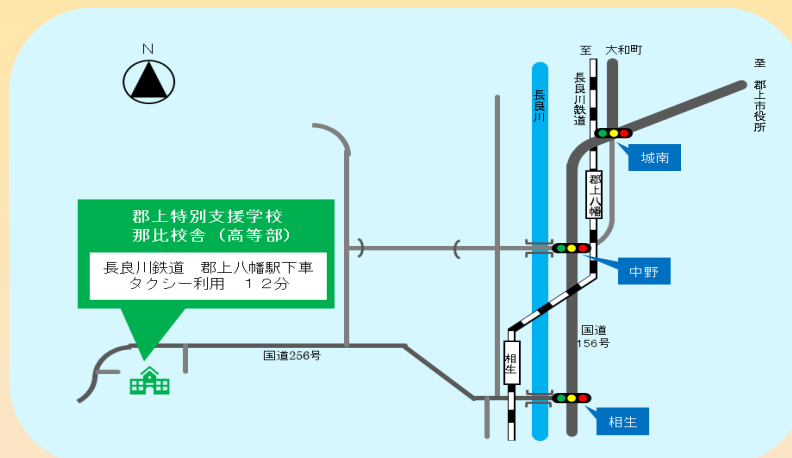 N
至 大和町
至 郡上市役所
長良川鉄道
長良川
城南
郡上八幡
郡上特別支援学校
那比校舎（高等部）
長良川鉄道 郡上八幡駅下車
タクシー利用 12分
中野
国道
156号
国道256号
相生
相生